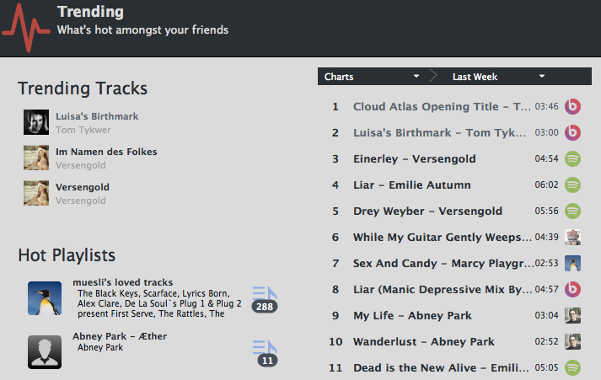 Trending
What's hot amongst your friends
Trending Tracks
Luisa's Birthmark
Tom Tykwer
Im Namen des Folkes
Versengold
Versengold
Versengold
Hot Playlists
muesli's loved tracks
The Black Keys, Scarface, Lyrics Born,
Alex Clare, De La Soul`s Plug 1 & Plug 2
present First Serve, The Rattles, The
288
Abney Park - Æther
Abney Park
11
Charts Last Week
1 Cloud Atlas Opening Title - T... 03:46
2 Luisa's Birthmark - Tom Tyk... 03:00
3 Einerley - Versengold 04:54
4 Liar - Emilie Autumn 06:02
5 Drey Weyber - Versengold 05:56
6 While My Guitar Gently Weeps... 04:39
7 Sex And Candy - Marcy Playgr... 02:53
8 Liar (Manic Depressive Mix By... 04:57
9 My Life - Abney Park 03:04
10 Wanderlust - Abney Park 02:52
11 Dead is the New Alive - Emili... 05:05